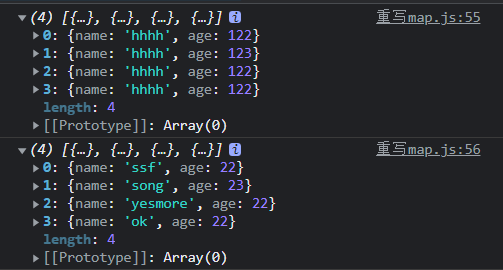 (4) [{…}, {…}, {…}, {…}] i 重写map.js:55
0: {name: 'hhhh', age: 122}
1: {name: 'hhhh', age: 123}
2: {name: 'hhhh', age: 122}
3: {name: 'hhhh', age: 122}
length: 4
[[Prototype]]: Array(0)
(4) [{…}, {…}, {…}, {…}] i 重写map.js:56
0: {name: 'ssf', age: 22}
1: {name: 'song', age: 23}
2: {name: 'yesmore', age: 22}
3: {name: 'ok', age: 22}
length: 4
[[Prototype]]: Array(0)